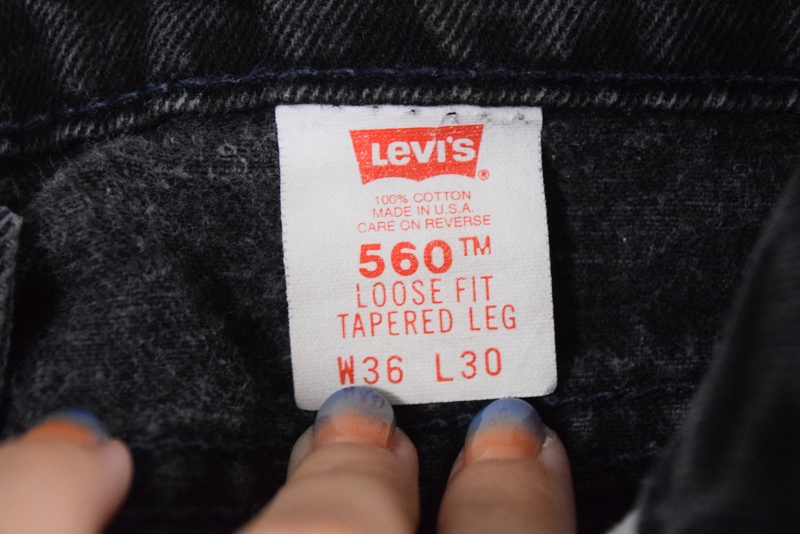 LEVI'S ®
100% COTTON
MADE IN U.S.A.
CARE ON REVERSE
560™
LOOSE FIT
TAPERED LEG
W36 L30